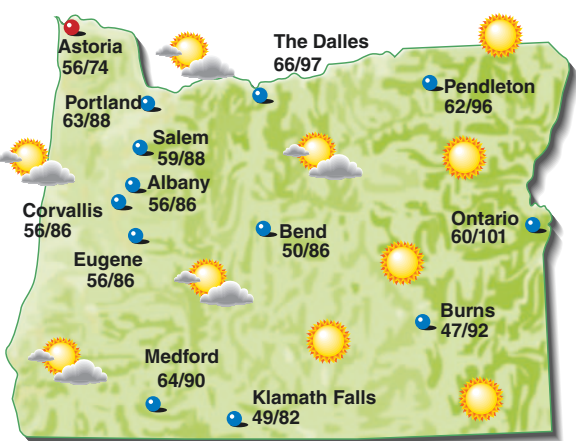 Astoria
56/74
The Dalles
66/97
Pendleton
62/96
Portland
63/88
Salem
59/88
Albany
56/86
Corvallis
56/86
Eugene
56/86
Bend
50/86
Ontario
60/101
Burns
47/92
Medford
64/90
Klamath Falls
49/82